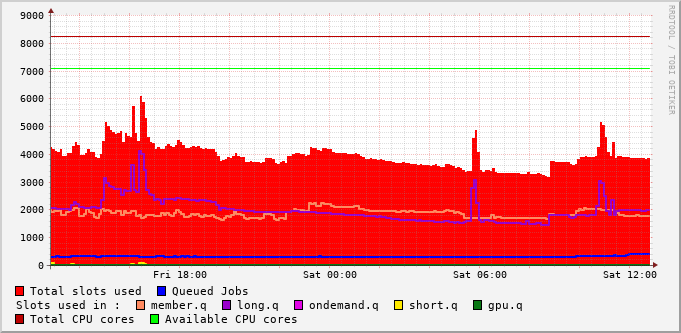 9000
8000
7000
6000
5000
4000
3000
2000
1000
0
Fri 18:00 Sat 00:00 Sat 06:00 Sat 12:00
RRDTOOL / TOBI OETIKER
Total slots used Queued Jobs
Slots used in : member.q long.q ondemand.q short.q gpu.q
Total CPU cores Available CPU cores